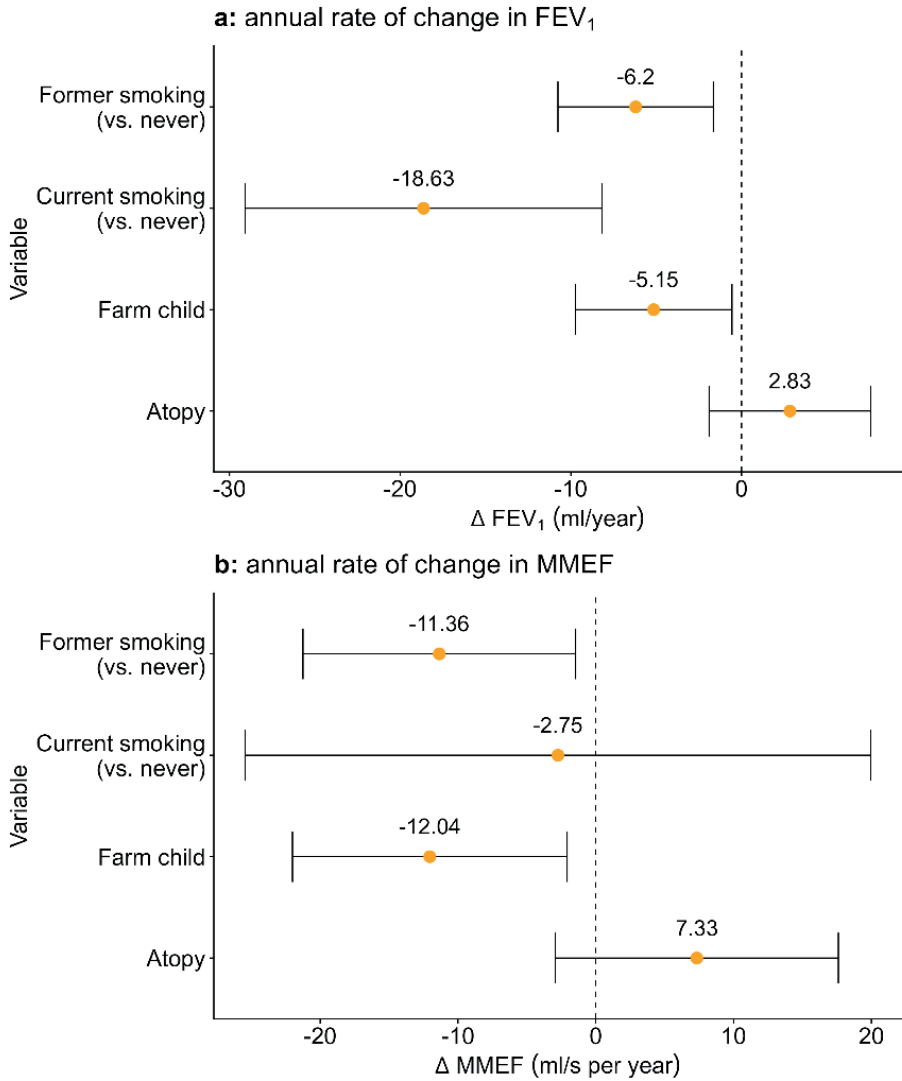 a: annual rate of change in FEV₁
Variable
Former smoking
(vs. never)
-6.2
Current smoking
(vs. never)
-18.63
Farm child
-5.15
Atopy
2.83
-30 -20 -10 0
Δ FEV₁ (ml/year)
b: annual rate of change in MMEF
Variable
Former smoking
(vs. never)
-11.36
Current smoking
(vs. never)
-2.75
Farm child
-12.04
Atopy
7.33
-20 -10 0 10 20
Δ MMEF (ml/s per year)